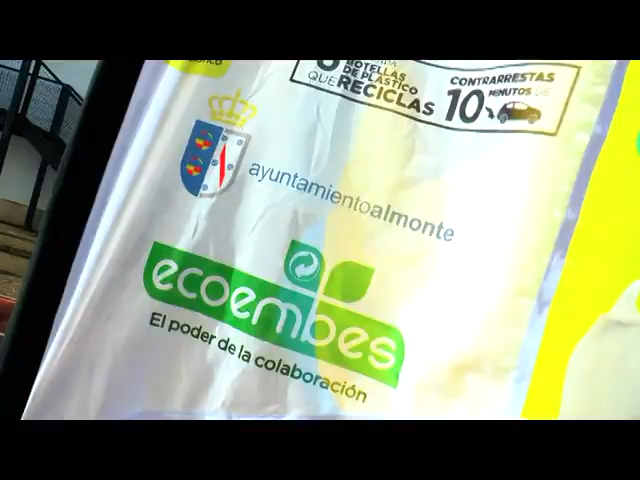 BOTELLAS
DE PLÁSTICO
QUE RECICLAS
CONTRARRESTAS
10 MINUTOS DE
ayuntamientoalmonte
ecoembes
El poder de la colaboración